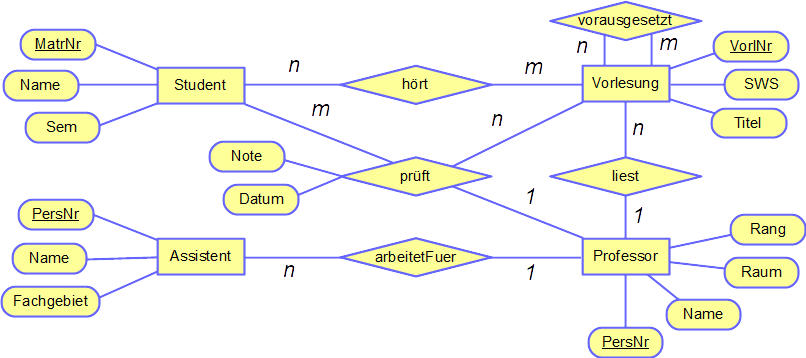 vorausgesetzt
MatrNr
n
m
VorlNr
n
m
Name
Student
hört
Vorlesung
SWS
m
n
Sem
n
Titel
Note
prüft
liest
Datum
1
1
PersNr
Rang
Name
Assistent
arbeitetFuer
Professor
n
1
Raum
Fachgebiet
Name
PersNr